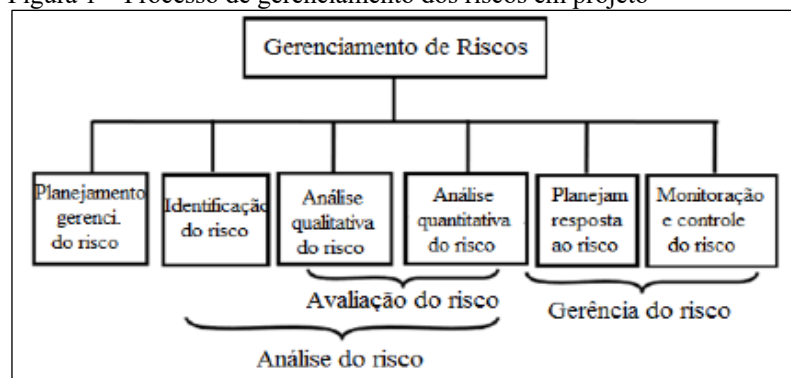 Figura 1 – Processo de gerenciamento dos riscos em projeto
Gerenciamento de Riscos
Planejamento
gerenci.
do risco
Identificação
do risco
Análise
qualitativa
do risco
Análise
quantitativa
do risco
Planejam
resposta
ao risco
Monitoração
e controle
do risco
Avaliação do risco
Gerência do risco
Análise do risco